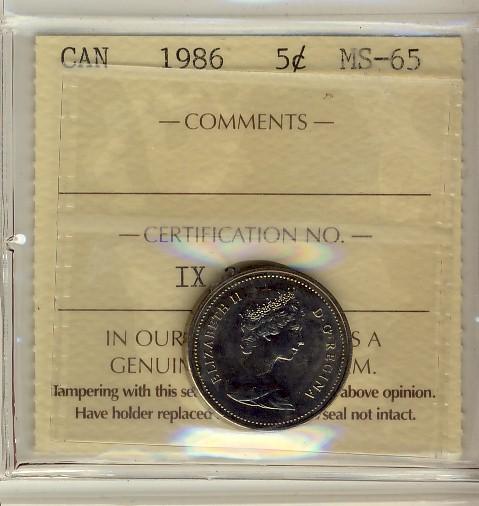 CAN 1986 5¢ MS-65
— COMMENTS —
— CERTIFICATION NO. —
IX
IN OUR S A
GENUIN M.
Tampering with this se above opinion.
Have holder replaced seal not intact.
ELIZABETH II D·G·REGINA